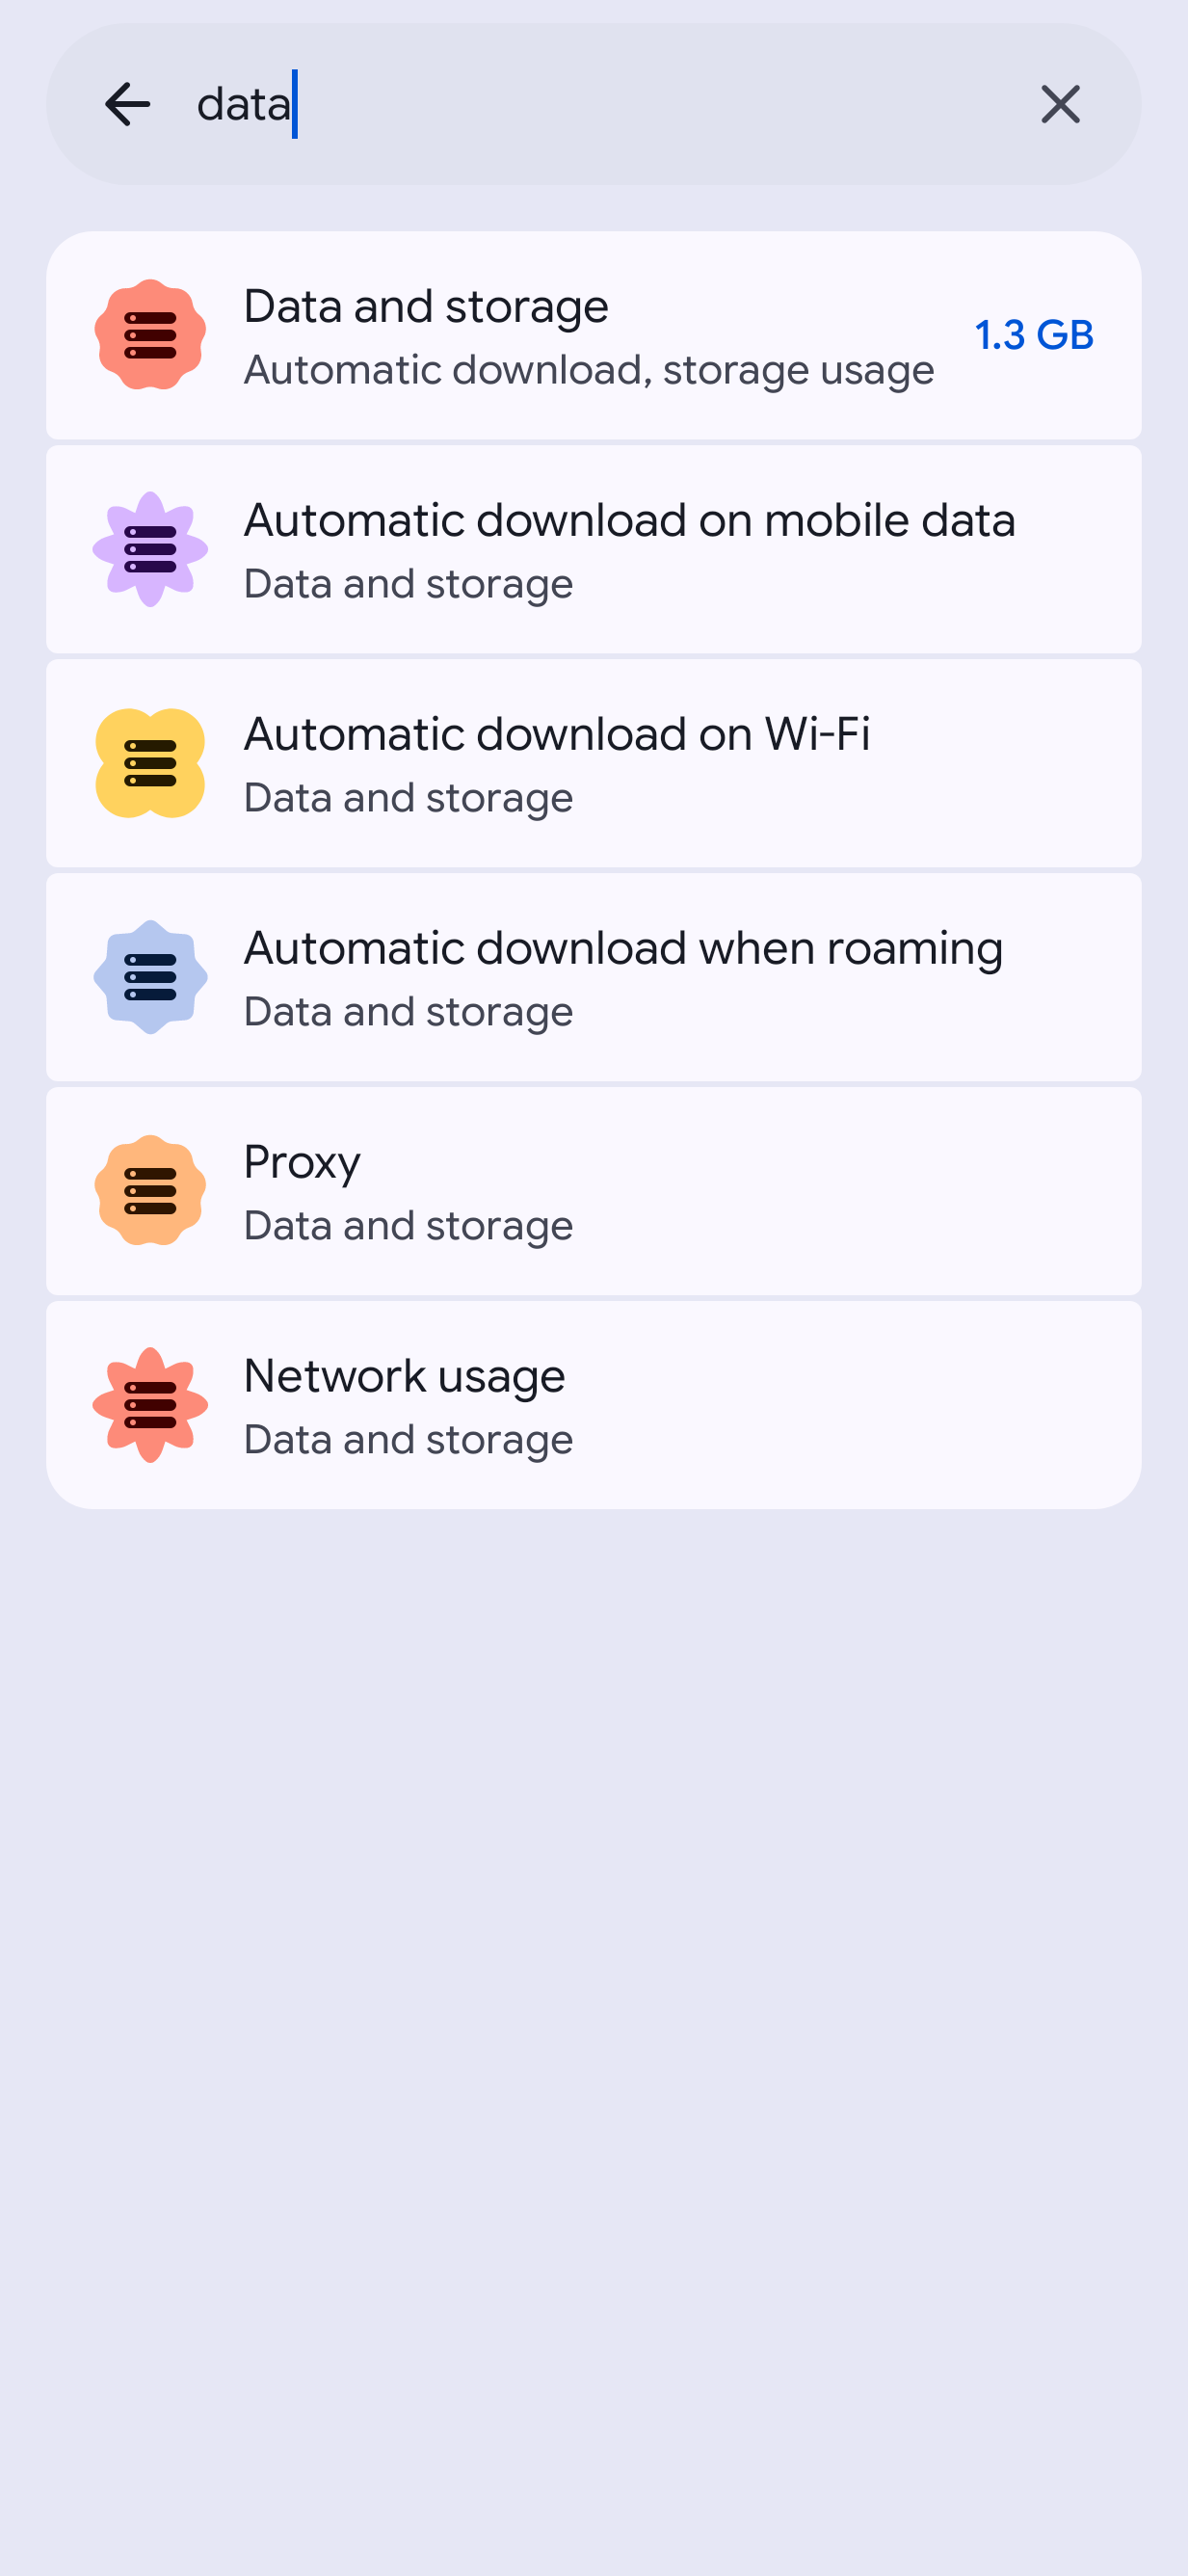 data
Data and storage
Automatic download, storage usage
1.3 GB
Automatic download on mobile data
Data and storage
Automatic download on Wi-Fi
Data and storage
Automatic download when roaming
Data and storage
Proxy
Data and storage
Network usage
Data and storage